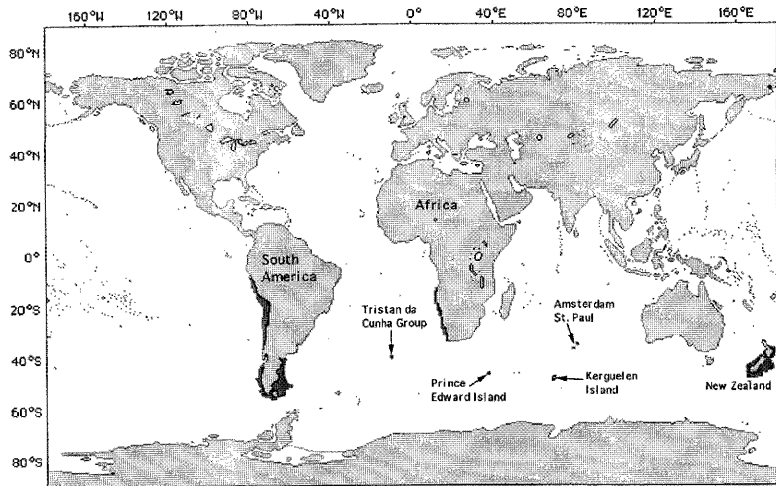 160°W 120°W 80°W 40°W 0° 40°E 80°E 120°E 160°E
80°N
60°N
40°N
20°N
0°
20°S
40°S
60°S
80°S
Africa
South
America
Tristan da
Cunha Group
Prince
Edward Island
Amsterdam
St. Paul
Kerguelen
Island
New Zealand